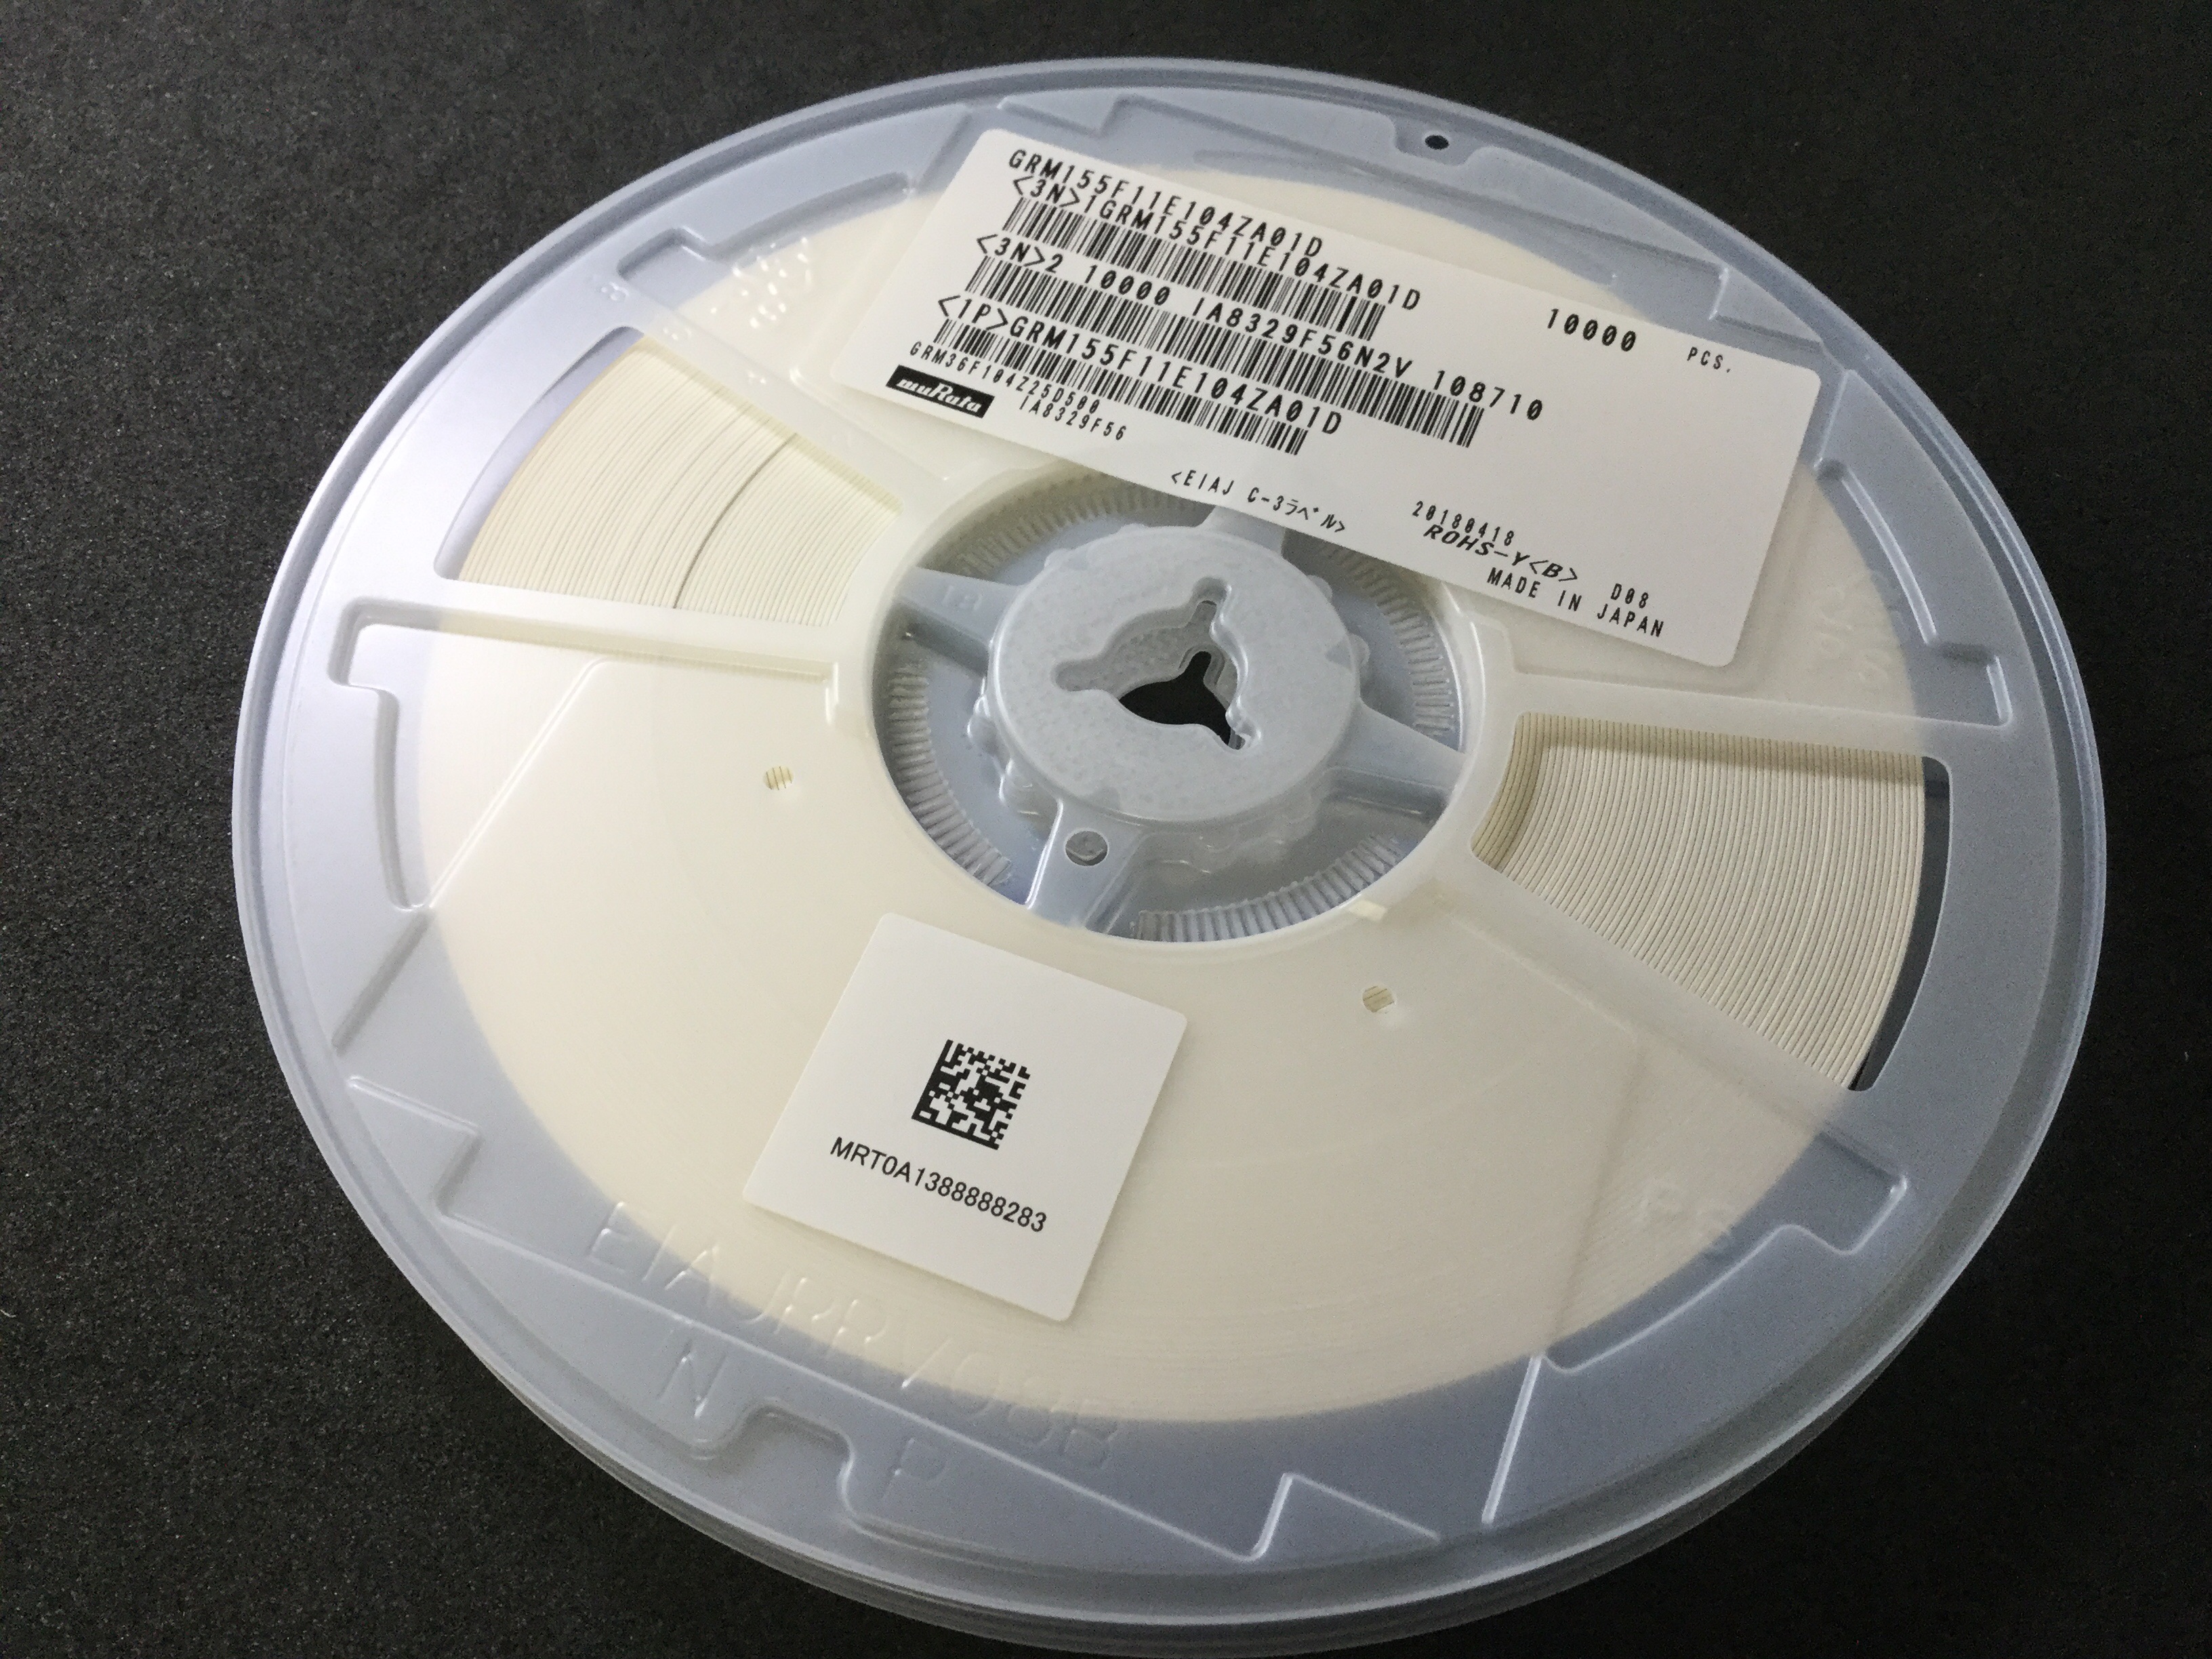 GRM155F11E104ZA01D
<3N>1GRM155F11E104ZA01D
10000 PCS.
<3N>2 10000 IA8329F56N2V 108710
<1P>GRM155F11E104ZA01D
GRM36F104Z25D500
muRata IA8329F56
<EIAJ C-3ラベル>
20180418
ROHS-Y<B> D08
MADE IN JAPAN
MRT0A1388888283
EIAJRRV08B
N P